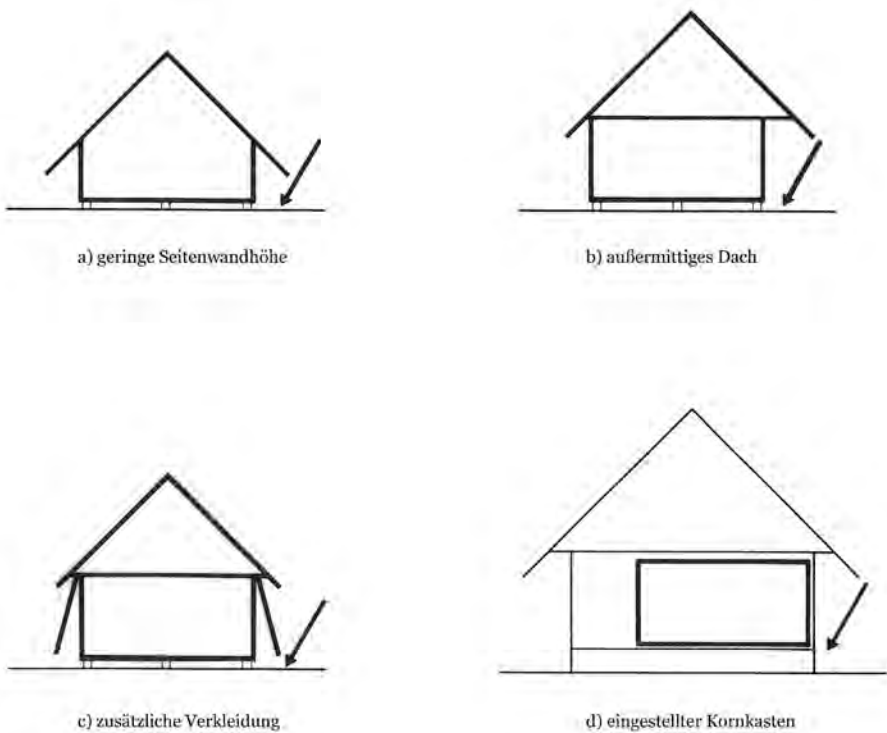 a) geringe Seitenwandhöhe
b) außermittiges Dach
c) zusätzliche Verkleidung
d) eingestellter Kornkasten